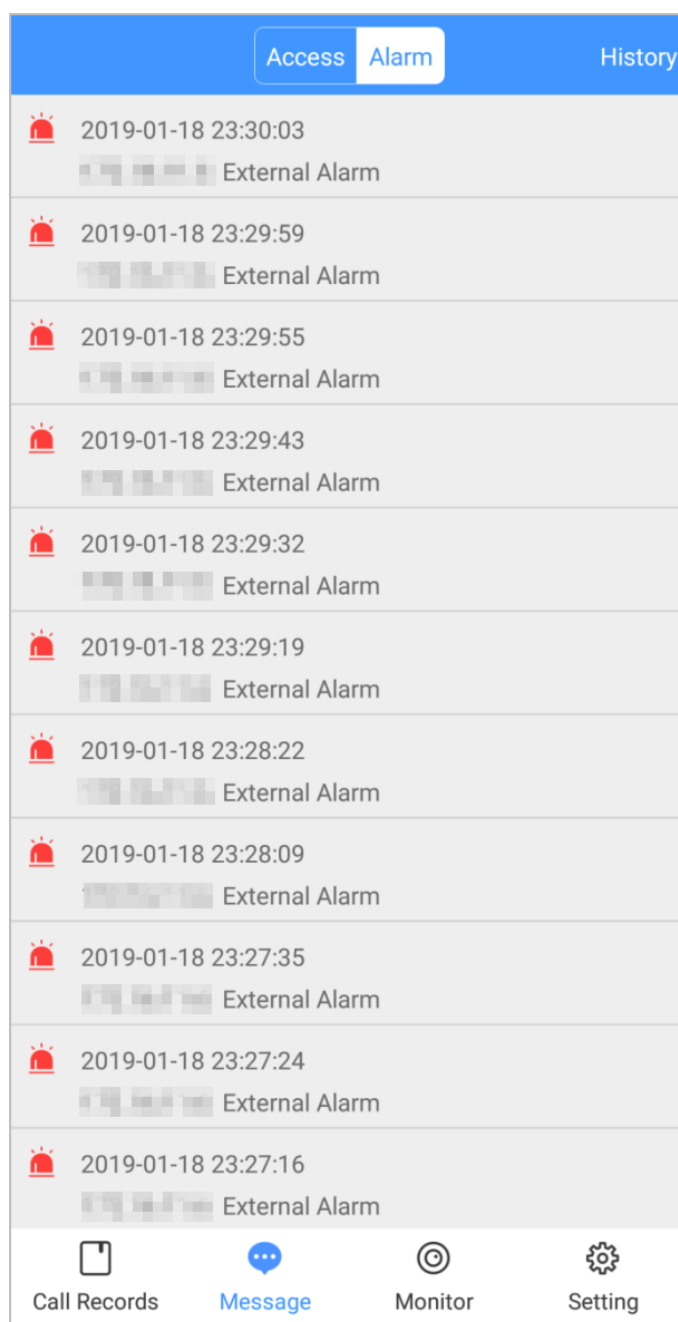 Access Alarm History
2019-01-18 23:30:03
External Alarm
2019-01-18 23:29:59
External Alarm
2019-01-18 23:29:55
External Alarm
2019-01-18 23:29:43
External Alarm
2019-01-18 23:29:32
External Alarm
2019-01-18 23:29:19
External Alarm
2019-01-18 23:28:22
External Alarm
2019-01-18 23:28:09
External Alarm
2019-01-18 23:27:35
External Alarm
2019-01-18 23:27:24
External Alarm
2019-01-18 23:27:16
External Alarm
Call Records Message Monitor Setting